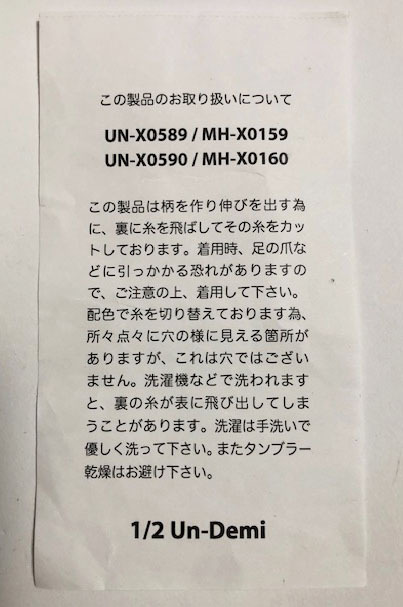 この製品のお取り扱いについて
UN-X0589 / MH-X0159
UN-X0590 / MH-X0160
この製品は柄を作り伸びを出す為
に、裏に糸を飛ばしてその糸をカッ
トしております。着用時、足の爪な
どに引っかかる恐れがありますの
で、ご注意の上、着用して下さい。
配色で糸を切り替えております為、
所々点々に穴の様に見える箇所が
ありますが、これは穴ではござい
ません。洗濯機などで洗われます
と、裏の糸が表に飛び出してしま
うことがあります。洗濯は手洗いで
優しく洗って下さい。またタンブラー
乾燥はお避け下さい。
1/2 Un-Demi